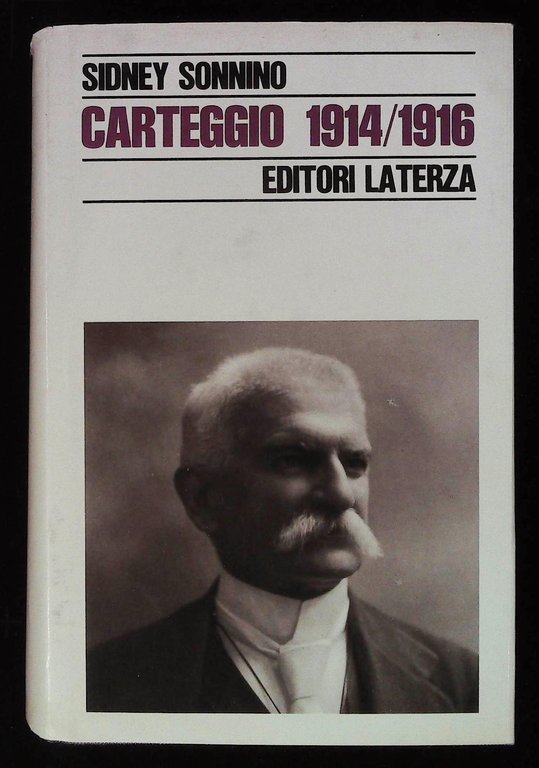 SIDNEY SONNINO
CARTEGGIO 1914/1916
EDITORI LATERZA